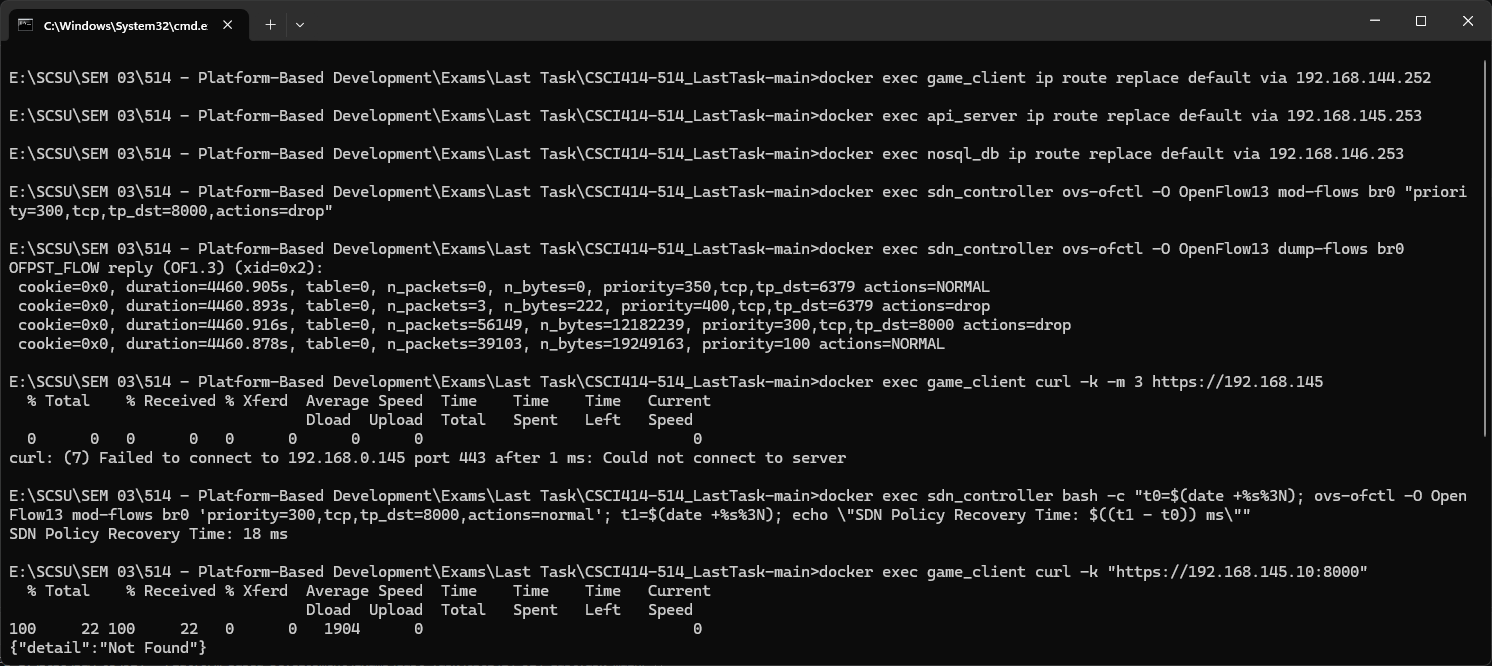 C:\Windows\System32\cmd.e
E:\SCSU\SEM 03\514 - Platform-Based Development\Exams\Last Task\CSCI414-514_LastTask-main>docker exec game_client ip route replace default via 192.168.144.252
E:\SCSU\SEM 03\514 - Platform-Based Development\Exams\Last Task\CSCI414-514_LastTask-main>docker exec api_server ip route replace default via 192.168.145.253
E:\SCSU\SEM 03\514 - Platform-Based Development\Exams\Last Task\CSCI414-514_LastTask-main>docker exec nosql_db ip route replace default via 192.168.146.253
E:\SCSU\SEM 03\514 - Platform-Based Development\Exams\Last Task\CSCI414-514_LastTask-main>docker exec sdn_controller ovs-ofctl -O OpenFlow13 mod-flows br0 "priori
ty=300,tcp,tp_dst=8000,actions=drop"
E:\SCSU\SEM 03\514 - Platform-Based Development\Exams\Last Task\CSCI414-514_LastTask-main>docker exec sdn_controller ovs-ofctl -O OpenFlow13 dump-flows br0
OFPST_FLOW reply (OF1.3) (xid=0x2):
 cookie=0x0, duration=4460.905s, table=0, n_packets=0, n_bytes=0, priority=350,tcp,tp_dst=6379 actions=NORMAL
 cookie=0x0, duration=4460.893s, table=0, n_packets=3, n_bytes=222, priority=400,tcp,tp_dst=6379 actions=drop
 cookie=0x0, duration=4460.916s, table=0, n_packets=56149, n_bytes=12182239, priority=300,tcp,tp_dst=8000 actions=drop
 cookie=0x0, duration=4460.878s, table=0, n_packets=39103, n_bytes=19249163, priority=100 actions=NORMAL
E:\SCSU\SEM 03\514 - Platform-Based Development\Exams\Last Task\CSCI414-514_LastTask-main>docker exec game_client curl -k -m 3 https://192.168.145
  % Total    % Received % Xferd  Average Speed  Time    Time    Time   Current
                                 Dload  Upload  Total   Spent   Left   Speed
  0      0   0      0   0      0      0      0                              0
curl: (7) Failed to connect to 192.168.0.145 port 443 after 1 ms: Could not connect to server
E:\SCSU\SEM 03\514 - Platform-Based Development\Exams\Last Task\CSCI414-514_LastTask-main>docker exec sdn_controller bash -c "t0=$(date +%s%3N); ovs-ofctl -O Open
Flow13 mod-flows br0 'priority=300,tcp,tp_dst=8000,actions=normal'; t1=$(date +%s%3N); echo \"SDN Policy Recovery Time: $((t1 - t0)) ms\""
SDN Policy Recovery Time: 18 ms
E:\SCSU\SEM 03\514 - Platform-Based Development\Exams\Last Task\CSCI414-514_LastTask-main>docker exec game_client curl -k "https://192.168.145.10:8000"
  % Total    % Received % Xferd  Average Speed  Time    Time    Time   Current
                                 Dload  Upload  Total   Spent   Left   Speed
100     22 100     22   0      0   1904      0                              0
{"detail":"Not Found"}